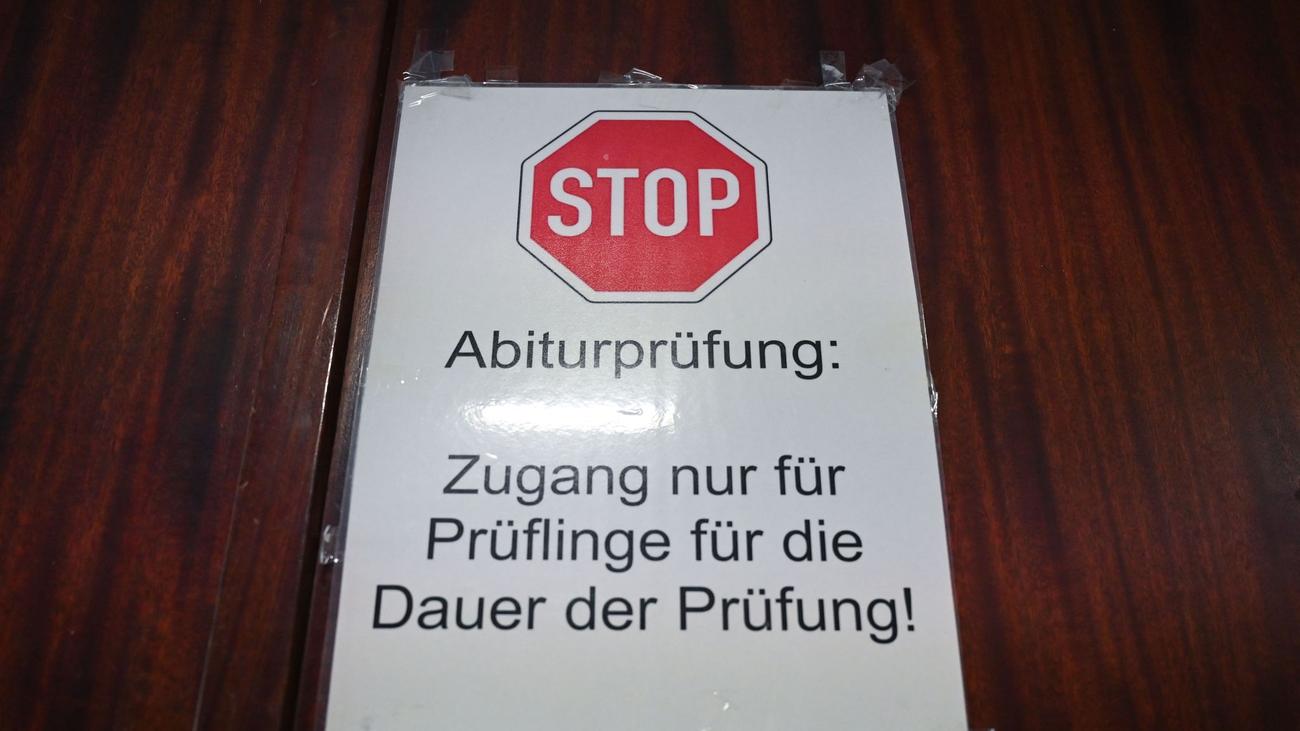 STOP
Abiturprüfung:
Zugang nur für
Prüflinge für die
Dauer der Prüfung!